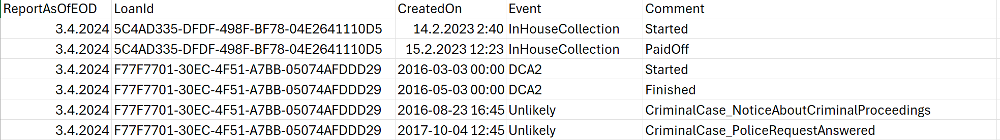 ReportAsOfEOD LoanId CreatedOn Event Comment
3.4.2024 5C4AD335-DFDF-498F-BF78-04E2641110D5 14.2.2023 2:40 InHouseCollection Started
3.4.2024 5C4AD335-DFDF-498F-BF78-04E2641110D5 15.2.2023 12:23 InHouseCollection PaidOff
3.4.2024 F77F7701-30EC-4F51-A7BB-05074AFDDD29 2016-03-03 00:00 DCA2 Started
3.4.2024 F77F7701-30EC-4F51-A7BB-05074AFDDD29 2016-05-03 00:00 DCA2 Finished
3.4.2024 F77F7701-30EC-4F51-A7BB-05074AFDDD29 2016-08-23 16:45 Unlikely CriminalCase_NoticeAboutCriminalProceedings
3.4.2024 F77F7701-30EC-4F51-A7BB-05074AFDDD29 2017-10-04 12:45 Unlikely CriminalCase_PoliceRequestAnswered